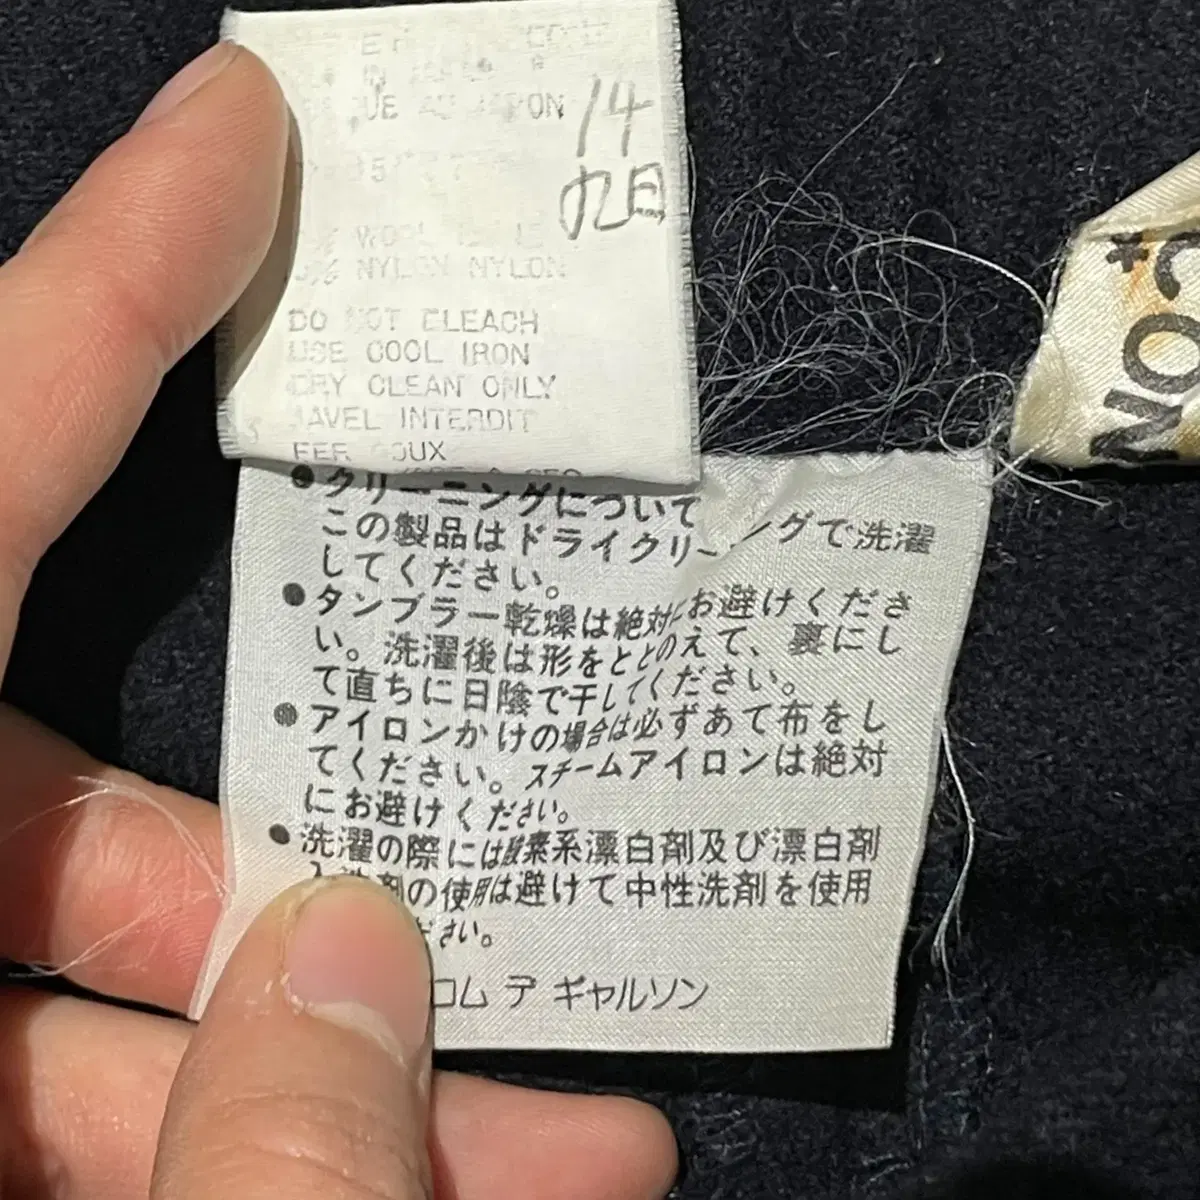 IN
QUE AU JAPON
14
九日
WOOL
NYLON NYLON
DO NOT BLEACH
USE COOL IRON
DRY CLEAN ONLY
JAVEL INTERDIT
FER DOUX
●クリーニングについて
この製品はドライクリーングで洗濯
してください。
●タンブラー乾燥は絶対にお避けくださ
い。洗濯後は形をととのえて、裏にし
て直ちに日陰で干してください。
●アイロンかけの場合は必ずあて布をし
てください。スチームアイロンは絶対
にお避けください。
●洗濯の際には酸素系漂白剤及び漂白剤
入洗剤の使用は避けて中性洗剤を使用
ださい。
コム デ ギャルソン